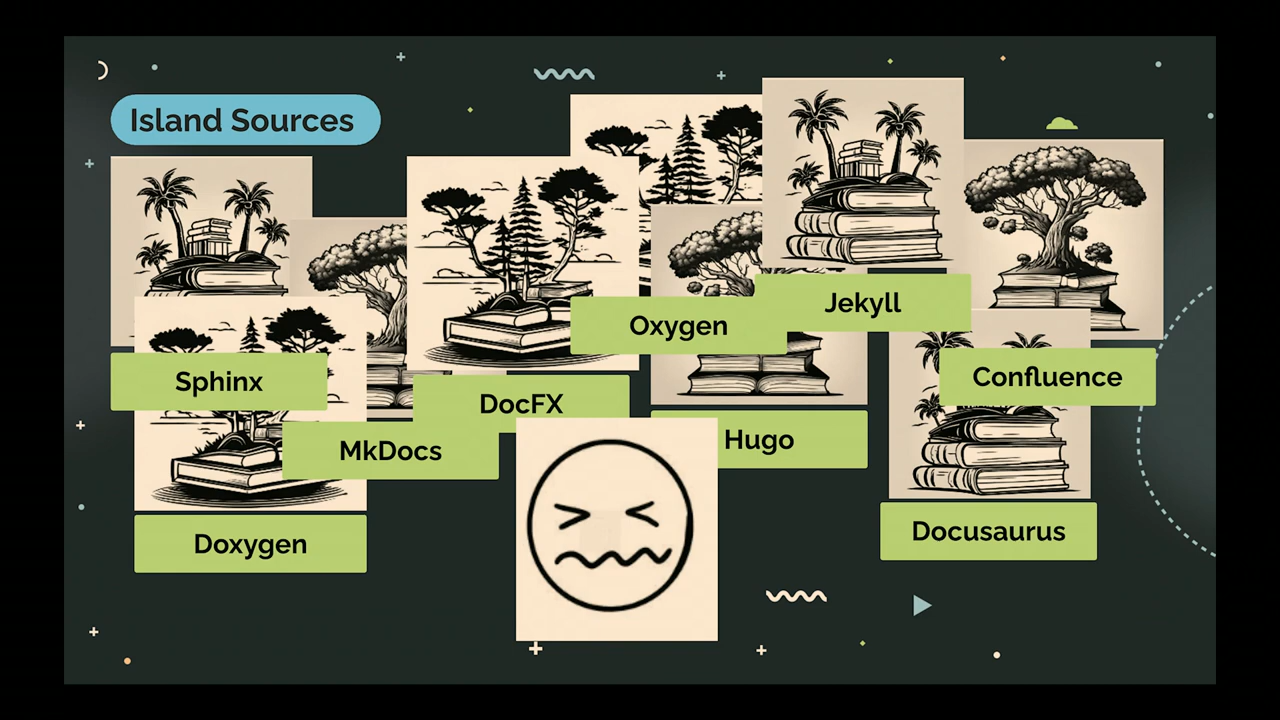 Island Sources
Sphinx
MkDocs
Doxygen
DocFX
Oxygen
Hugo
Jekyll
Confluence
Docusaurus